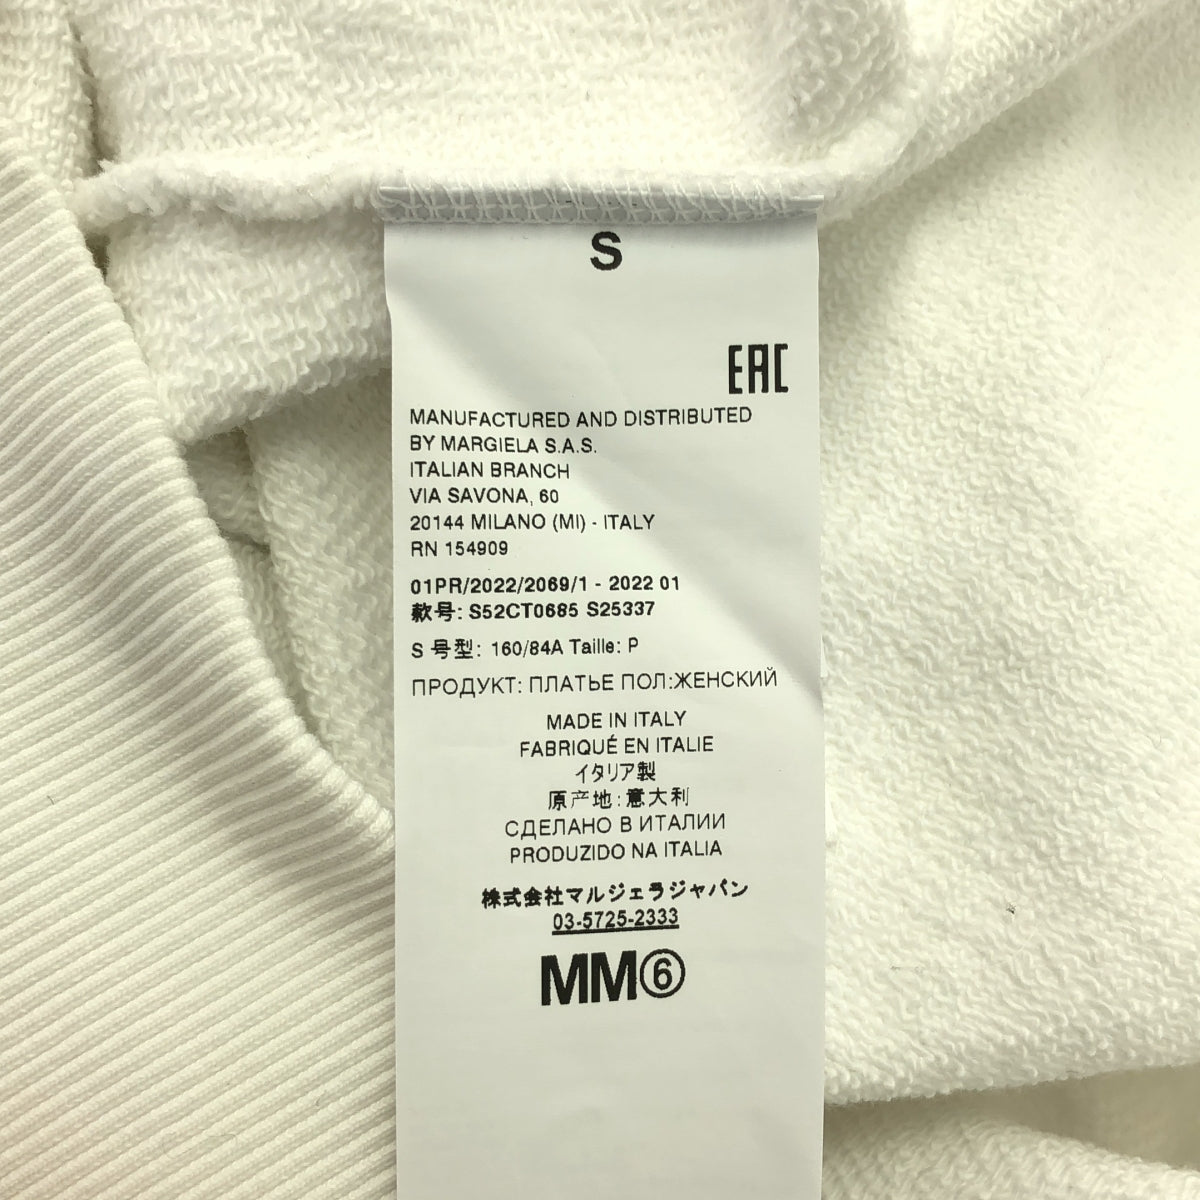 S
EAC
MANUFACTURED AND DISTRIBUTED
BY MARGIELA S.A.S.
ITALIAN BRANCH
VIA SAVONA, 60
20144 MILANO (MI) - ITALY
RN 154909
01PR/2022/2069/1 - 2022 01
款号: S52CT0685 S25337
S 号型: 160/84A Taille: P
ПРОДУКТ: ПЛАТЬЕ ПОЛ:ЖЕНСКИЙ
MADE IN ITALY
FABRIQUÉ EN ITALIE
イタリア製
原产地:意大利
СДЕЛАНО В ИТАЛИИ
PRODUZIDO NA ITALIA
株式会社マルジェラジャパン
03-5725-2333
MM⑥